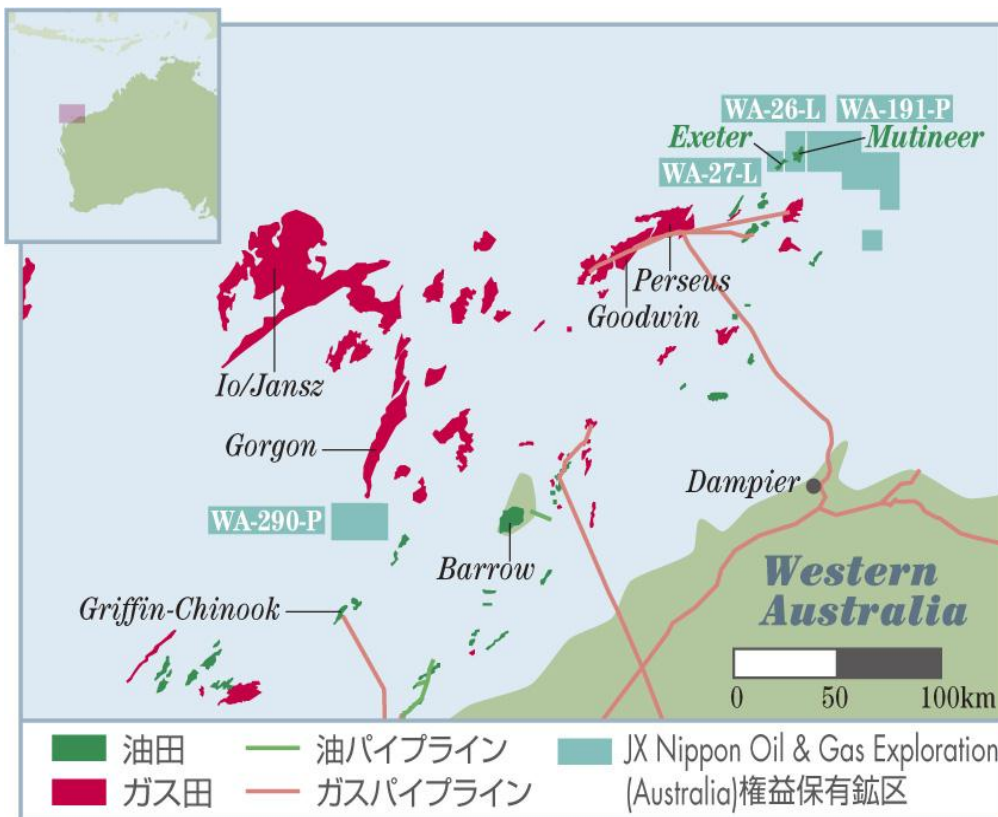 WA-26-L
WA-191-P
Exeter
Mutineer
WA-27-L
Perseus
Goodwin
Io/Jansz
Gorgon
Dampier
WA-290-P
Barrow
Western
Australia
Griffin-Chinook
0 50 100km
油田
油パイプライン
JX Nippon Oil & Gas Exploration
ガス田
ガスパイプライン
(Australia)権益保有鉱区